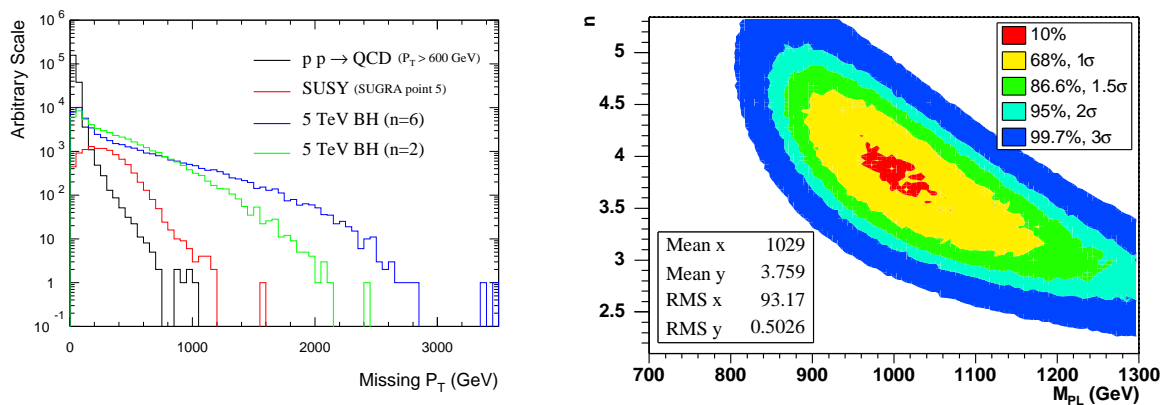 Arbitrary Scale
10^5
10^4
10^3
10^2
10
1
10^-1
p p → QCD (P_T > 600 GeV)
SUSY (SUGRA point 5)
5 TeV BH (n=6)
5 TeV BH (n=2)
0
1000
2000
3000
Missing P_T (GeV)
n
5
4.5
4
3.5
3
2.5
10%
68%, 1σ
86.6%, 1.5σ
95%, 2σ
99.7%, 3σ
Mean x 1029
Mean y 3.759
RMS x 93.17
RMS y 0.5026
700 800 900 1000 1100 1200 1300
M_PL (GeV)